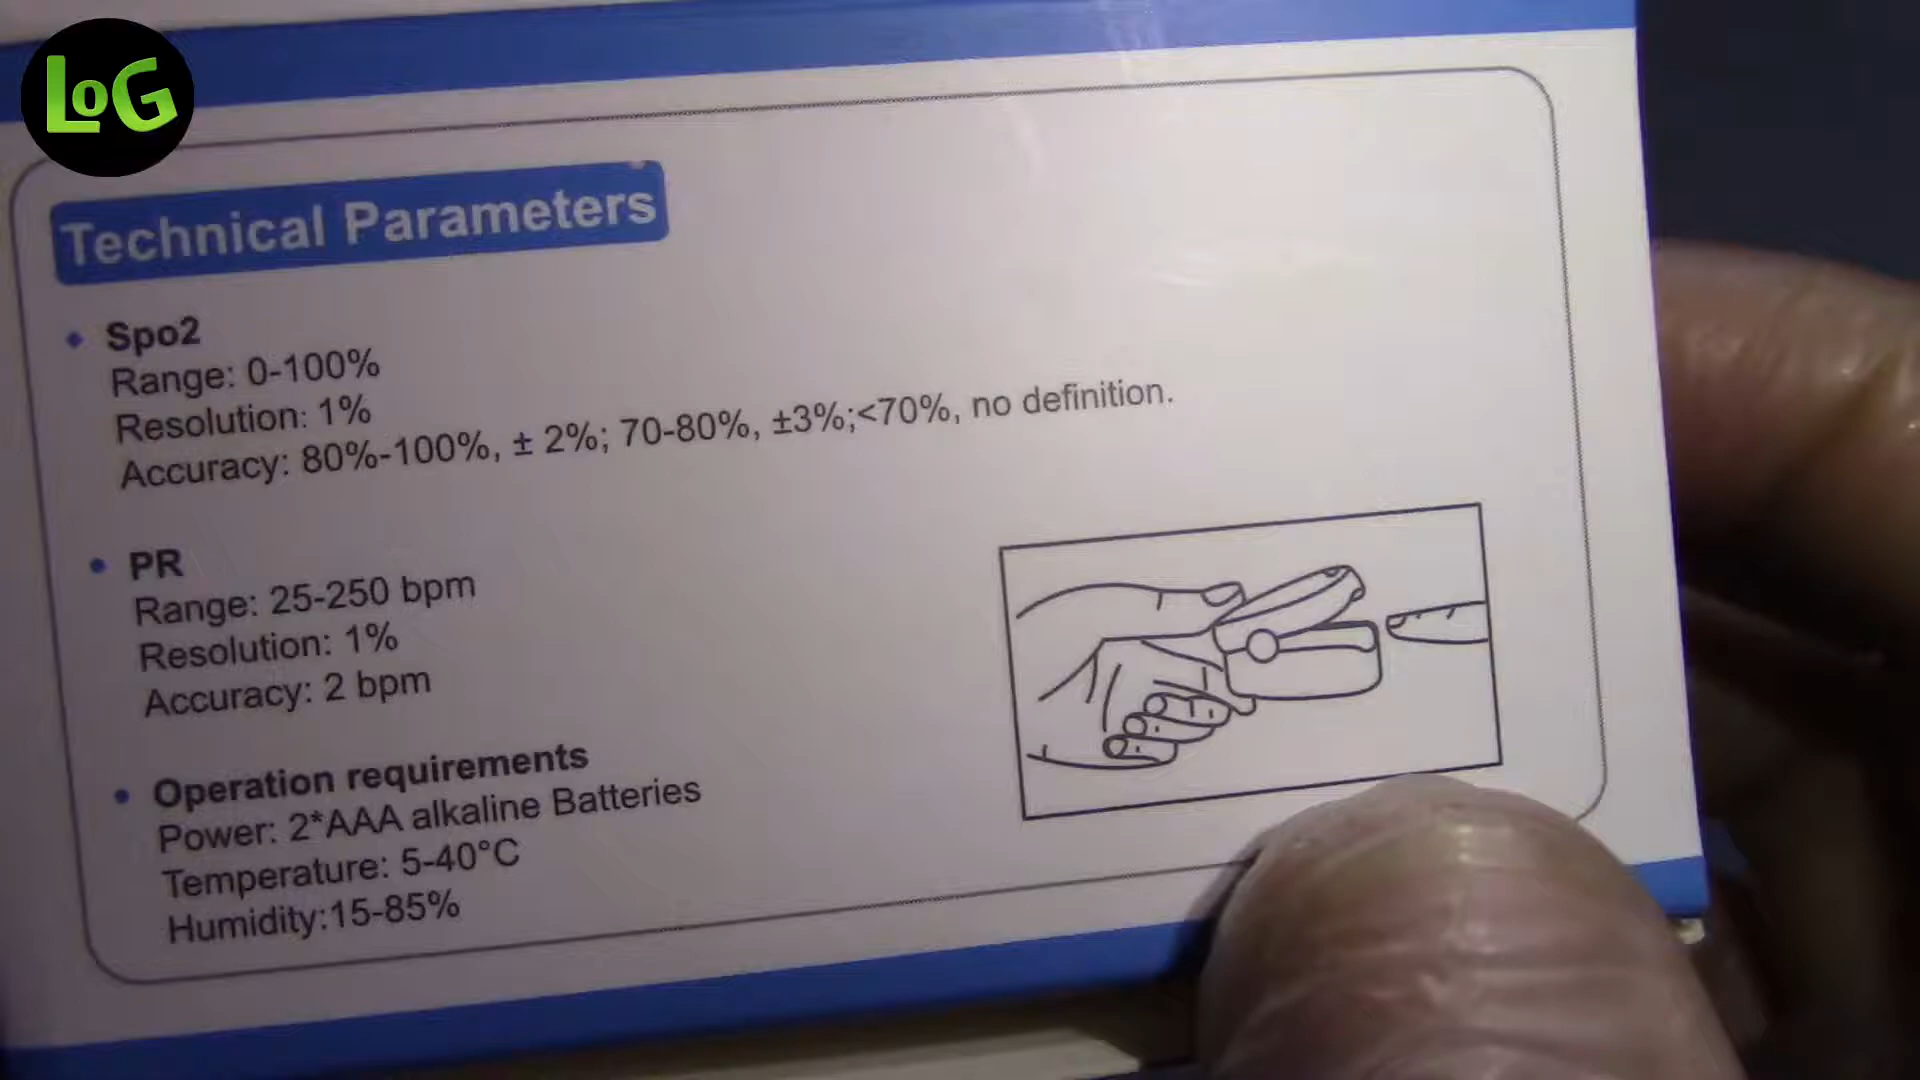 LoG
Technical Parameters
• Spo2
Range: 0-100%
Resolution: 1%
Accuracy: 80%-100%, ± 2%; 70-80%, ±3%;<70%, no definition.
• PR
Range: 25-250 bpm
Resolution: 1%
Accuracy: 2 bpm
• Operation requirements
Power: 2*AAA alkaline Batteries
Temperature: 5-40°C
Humidity:15-85%